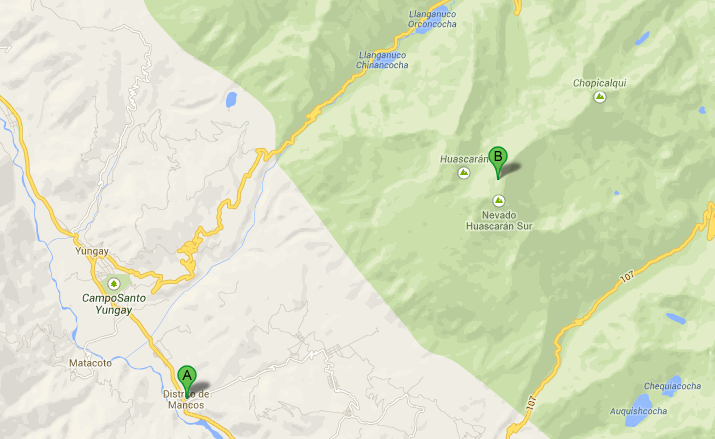 Llanganuco
Orconcocha
Llanganuco
Chinancocha
Chopicalqui
Huascarán
B
Nevado
Huascarán Sur
Yungay
CampoSanto
Yungay
107
Matacoto
A
Distrito de
Mancos
Chequiacocha
107
Auquishcocha